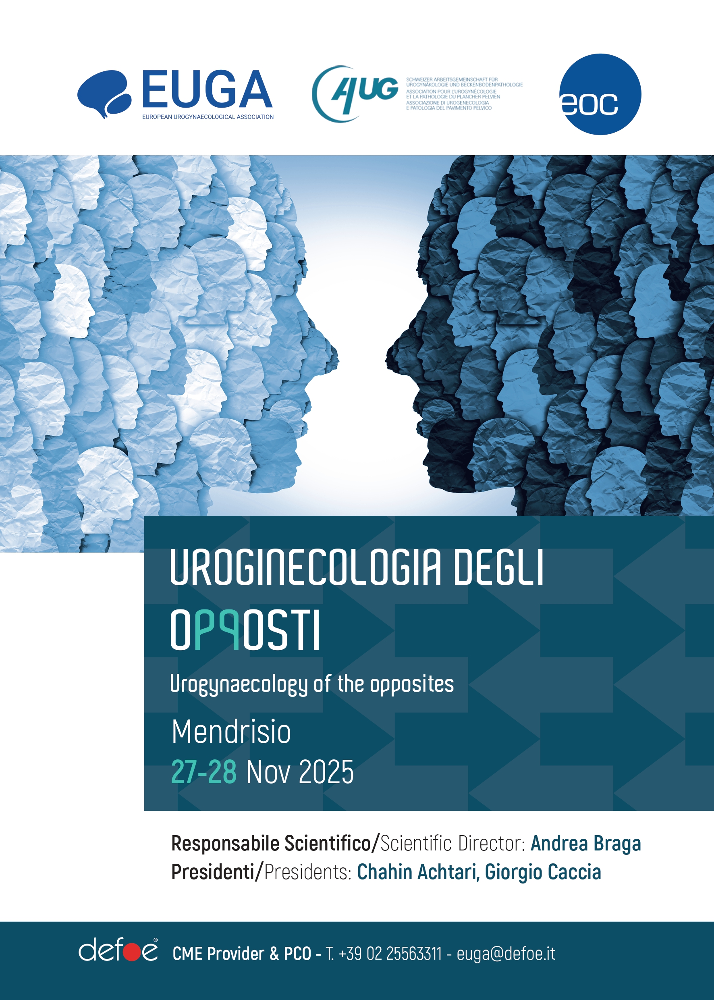 EUGA
EUROPEAN UROGYNAECOLOGICAL ASSOCIATION
AUG
SCHWEIZER ARBEITSGEMEINSCHAFT FÜR
UROGYNÄKOLOGIE UND BECKENBODENPATHOLOGIE
ASSOCIATION POUR L'UROGYNÉCOLOGIE
ET LA PATHOLOGIE DU PLANCHER PELVIEN
ASSOCIAZIONE DI UROGENECOLOGIA
E PATOLOGIA DEL PAVIMENTO PELVICO
eoc
UROGINECOLOGIA DEGLI
OPPOSTI
Urogynaecology of the opposites
Mendrisio
27-28 Nov 2025
Responsabile Scientifico/Scientific Director: Andrea Braga
Presidenti/Presidents: Chahin Achtari, Giorgio Caccia
defoe® CME Provider & PCO - T. +39 02 25563311 - euga@defoe.it